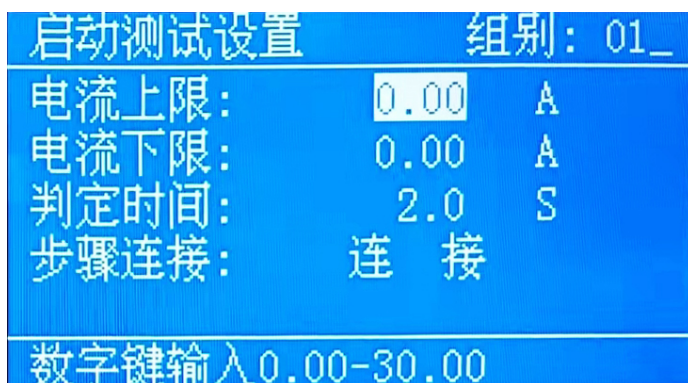 启动测试设置 组别：01_
电流上限： 0.00 A
电流下限： 0.00 A
判定时间： 2.0 S
步骤连接： 连 接
数字键输入0.00-30.00